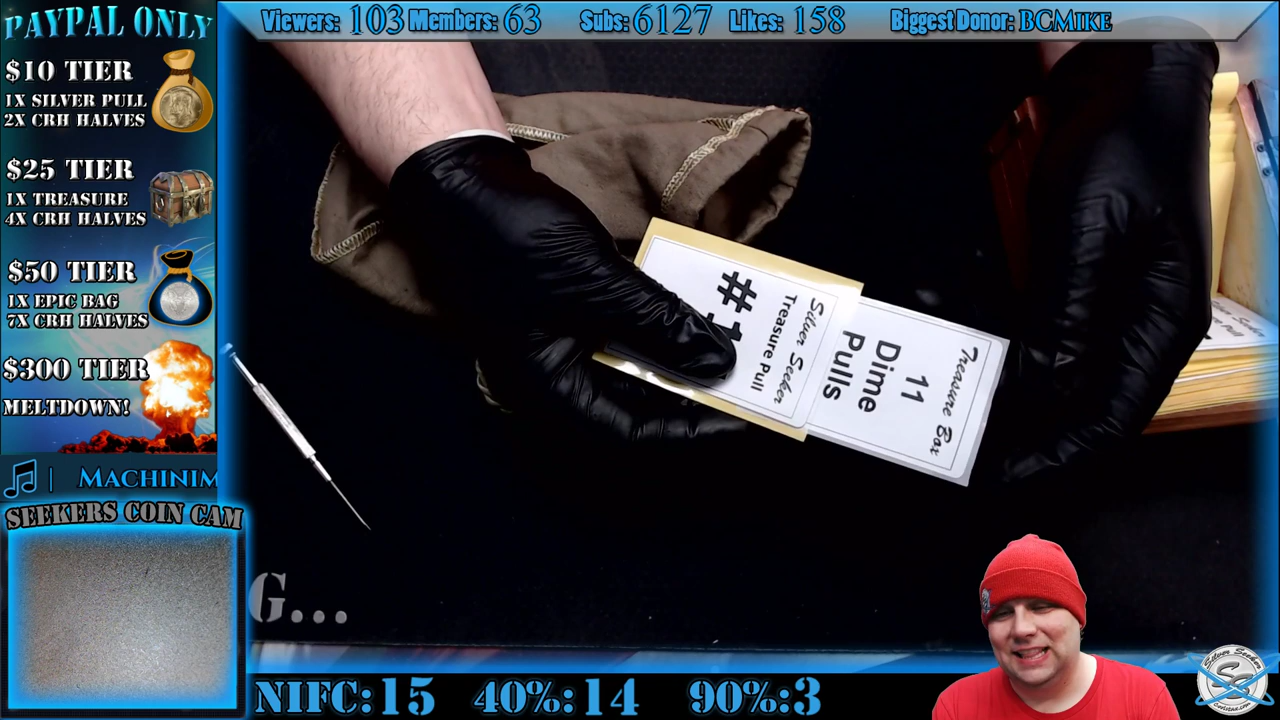 Viewers: 103 Members: 63 Subs: 6127 Likes: 158 Biggest Donor: BCMike
PAYPAL ONLY
$10 TIER
1X SILVER PULL
2X CRH HALVES
$25 TIER
1X TREASURE
4X CRH HALVES
$50 TIER
1X EPIC BAG
7X CRH HALVES
$300 TIER
MELTDOWN!
MACHINIM
SEEKERS COIN CAM
Silver Seeker
Treasure Pull
Treasure Box
11
Dime
Pulls
G...
NIFC: 15 40%: 14 90%: 3
Silver Seeker